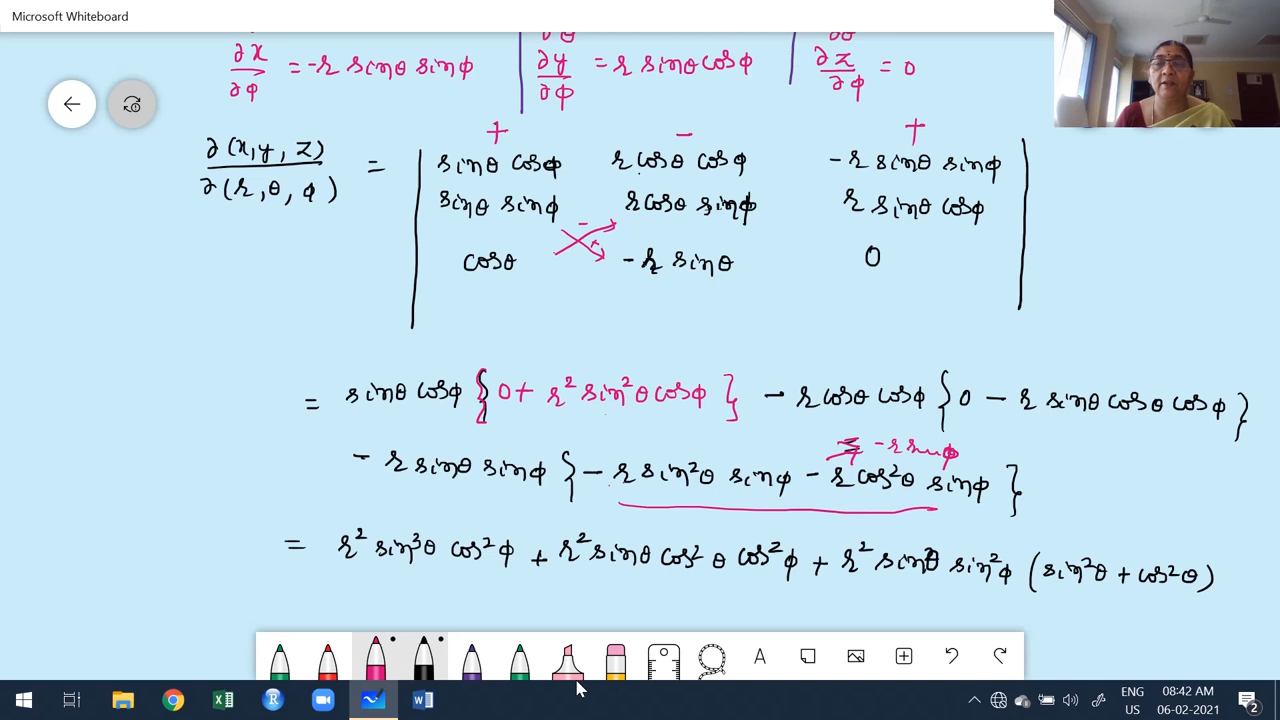 Microsoft Whiteboard
∂x/∂φ = -r sinθ sinφ ∂y/∂φ = r sinθ cosφ ∂z/∂φ = 0
+ - +
∂(x,y,z)/∂(r,θ,φ) = | sinθ cosφ r cosθ cosφ -r sinθ sinφ |
sinθ sinφ r cosθ sinφ r sinθ cosφ
- +
cosθ -r sinθ 0
= sinθ cosφ { 0 + r² sin²θ cosφ } - r cosθ cosφ { 0 - r sinθ cosθ cosφ }
= -r sinφ
- r sinθ sinφ } - r sin²θ sinφ - r cos²θ sinφ }
= r² sin³θ cos²φ + r² sinθ cos²θ cos²φ + r² sinθ sin²φ (sin²θ + cos²θ)
A
ENG 08:42 AM
US 06-02-2021
2